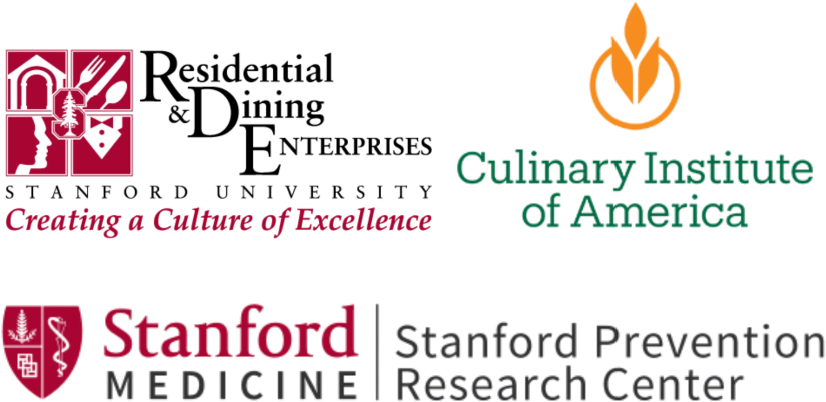 Residential
& Dining
ENTERPRISES
STANFORD UNIVERSITY
Creating a Culture of Excellence
Culinary Institute
of America
Stanford
MEDICINE
Stanford Prevention
Research Center